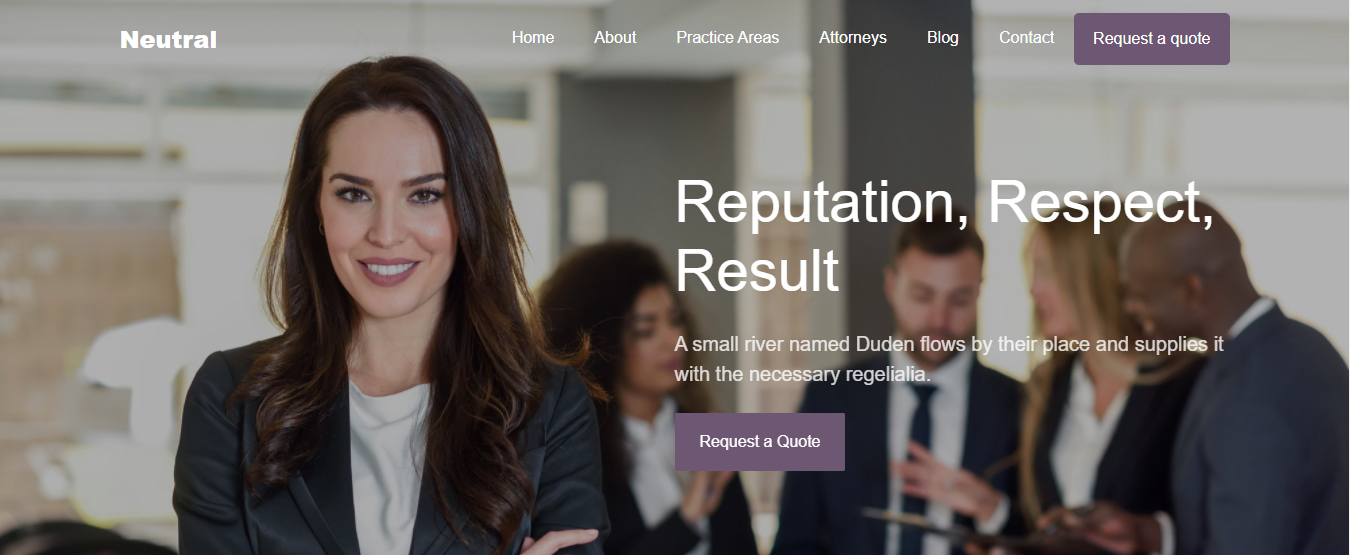 Neutral
Home About Practice Areas Attorneys Blog Contact Request a quote
Reputation, Respect,
Result
A small river named Duden flows by their place and supplies it
with the necessary regelialia.
Request a Quote